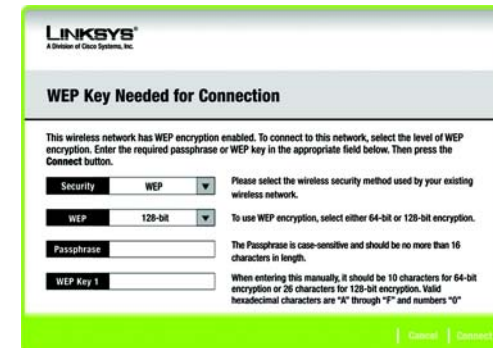 LINKSYS®
A Division of Cisco Systems, Inc.
WEP Key Needed for Connection
This wireless network has WEP encryption enabled. To connect to this network, select the level of WEP
encryption. Enter the required passphrase or WEP key in the appropriate field below. Then press the
Connect button.
Security WEP
Please select the wireless security method used by your existing
wireless network.
WEP 128-bit
To use WEP encryption, select either 64-bit or 128-bit encryption.
Passphrase
The Passphrase is case-sensitive and should be no more than 16
characters in length.
WEP Key 1
When entering this manually, it should be 10 characters for 64-bit
encryption or 26 characters for 128-bit encryption. Valid
hexadecimal characters are "A" through "F" and numbers "0"
Cancel Connect